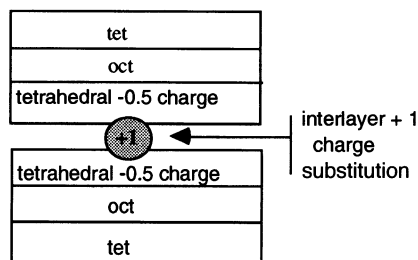 tet
oct
tetrahedral -0.5 charge
+1
interlayer + 1
charge
substitution
tetrahedral -0.5 charge
oct
tet